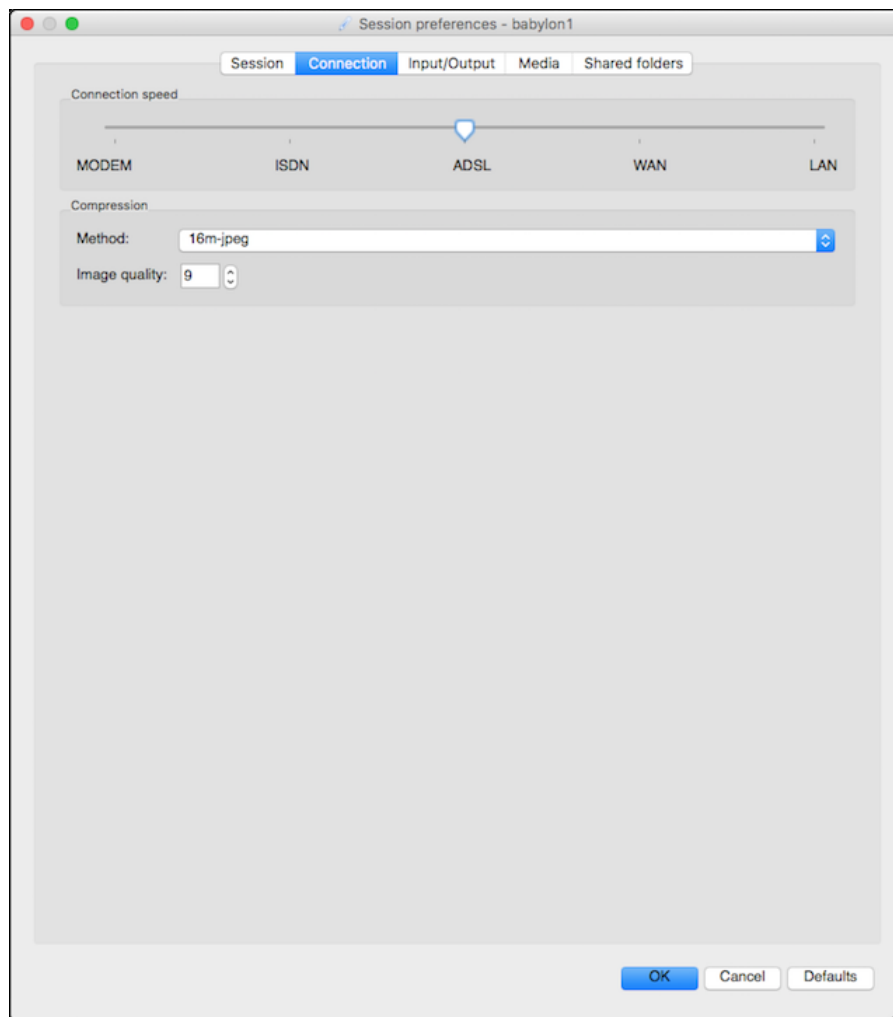 Session preferences - babylon1
Session Connection Input/Output Media Shared folders
Connection speed
MODEM ISDN ADSL WAN LAN
Compression
Method: 16m-jpeg
Image quality: 9
OK Cancel Defaults